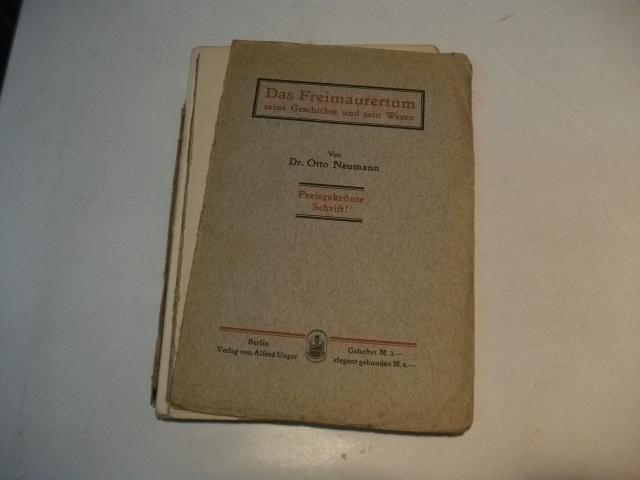 Das Freimaurertum
seine Geschichte und sein Wesen
Von
Dr. Otto Neumann
Preisgekrönte
Schrift!
Berlin
Verlag von Alfred Unger
Geheftet M. 3.—
elegant gebunden M. 4.—